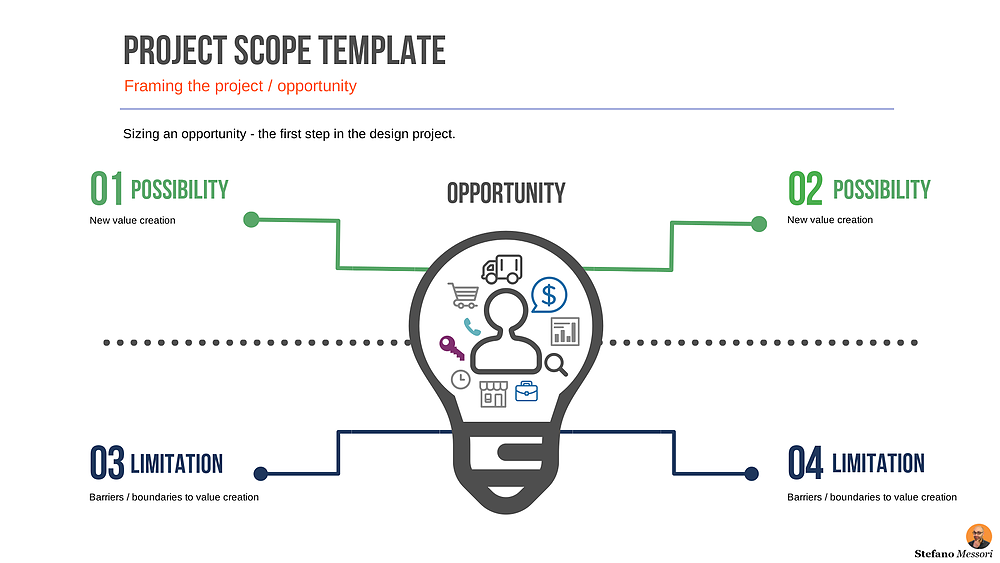 PROJECT SCOPE TEMPLATE
Framing the project / opportunity
Sizing an opportunity - the first step in the design project.
01 POSSIBILITY
New value creation
OPPORTUNITY
02 POSSIBILITY
New value creation
$
03 LIMITATION
Barriers / boundaries to value creation
04 LIMITATION
Barriers / boundaries to value creation
Stefano Messori